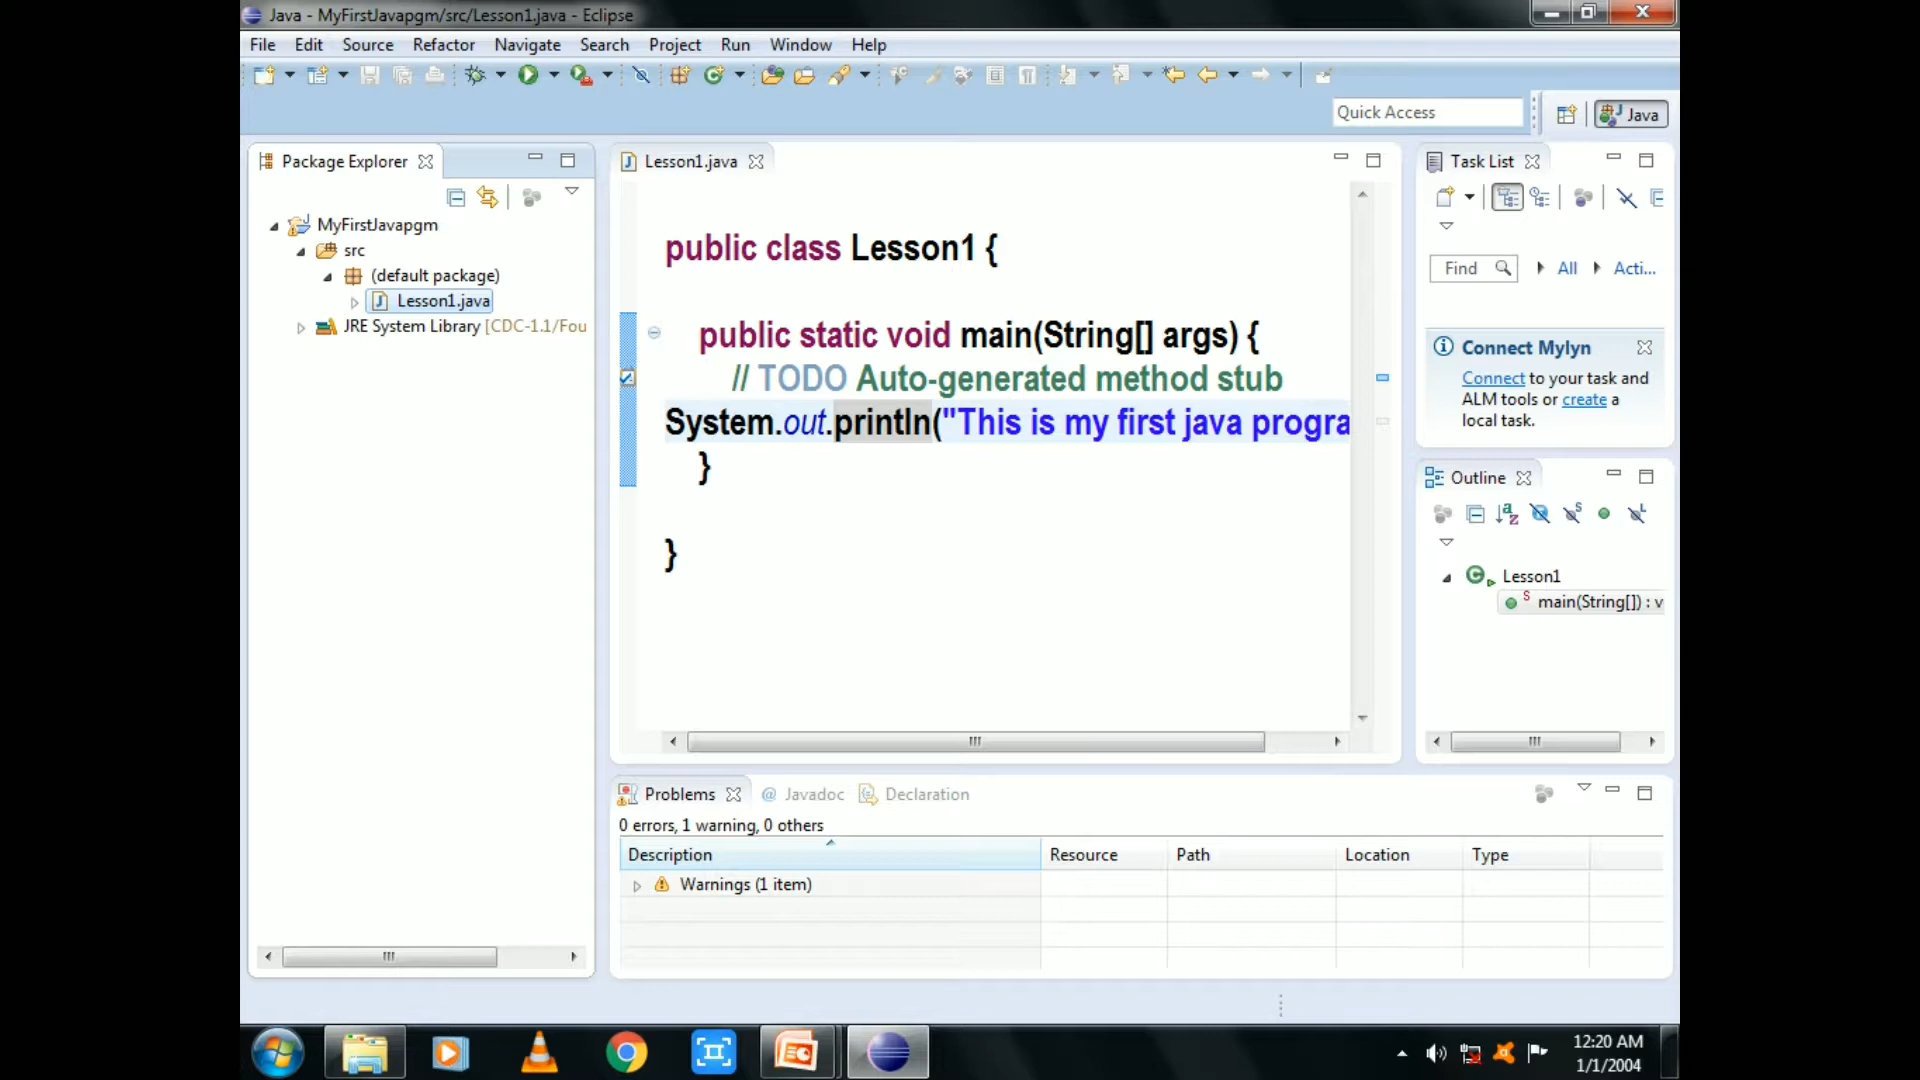 Java - MyFirstJavapgm/src/Lesson1.java - Eclipse
File Edit Source Refactor Navigate Search Project Run Window Help
Quick Access
Java
Package Explorer
MyFirstJavapgm
src
(default package)
Lesson1.java
JRE System Library [CDC-1.1/Fou
Lesson1.java
public class Lesson1 {
public static void main(String[] args) {
// TODO Auto-generated method stub
System.out.println("This is my first java progra
}
}
Task List
Find
All
Acti...
Connect Mylyn
Connect to your task and
ALM tools or create a
local task.
Outline
Lesson1
main(String[]) : v
Problems
@ Javadoc
Declaration
0 errors, 1 warning, 0 others
Description Resource Path Location Type
Warnings (1 item)
12:20 AM
1/1/2004